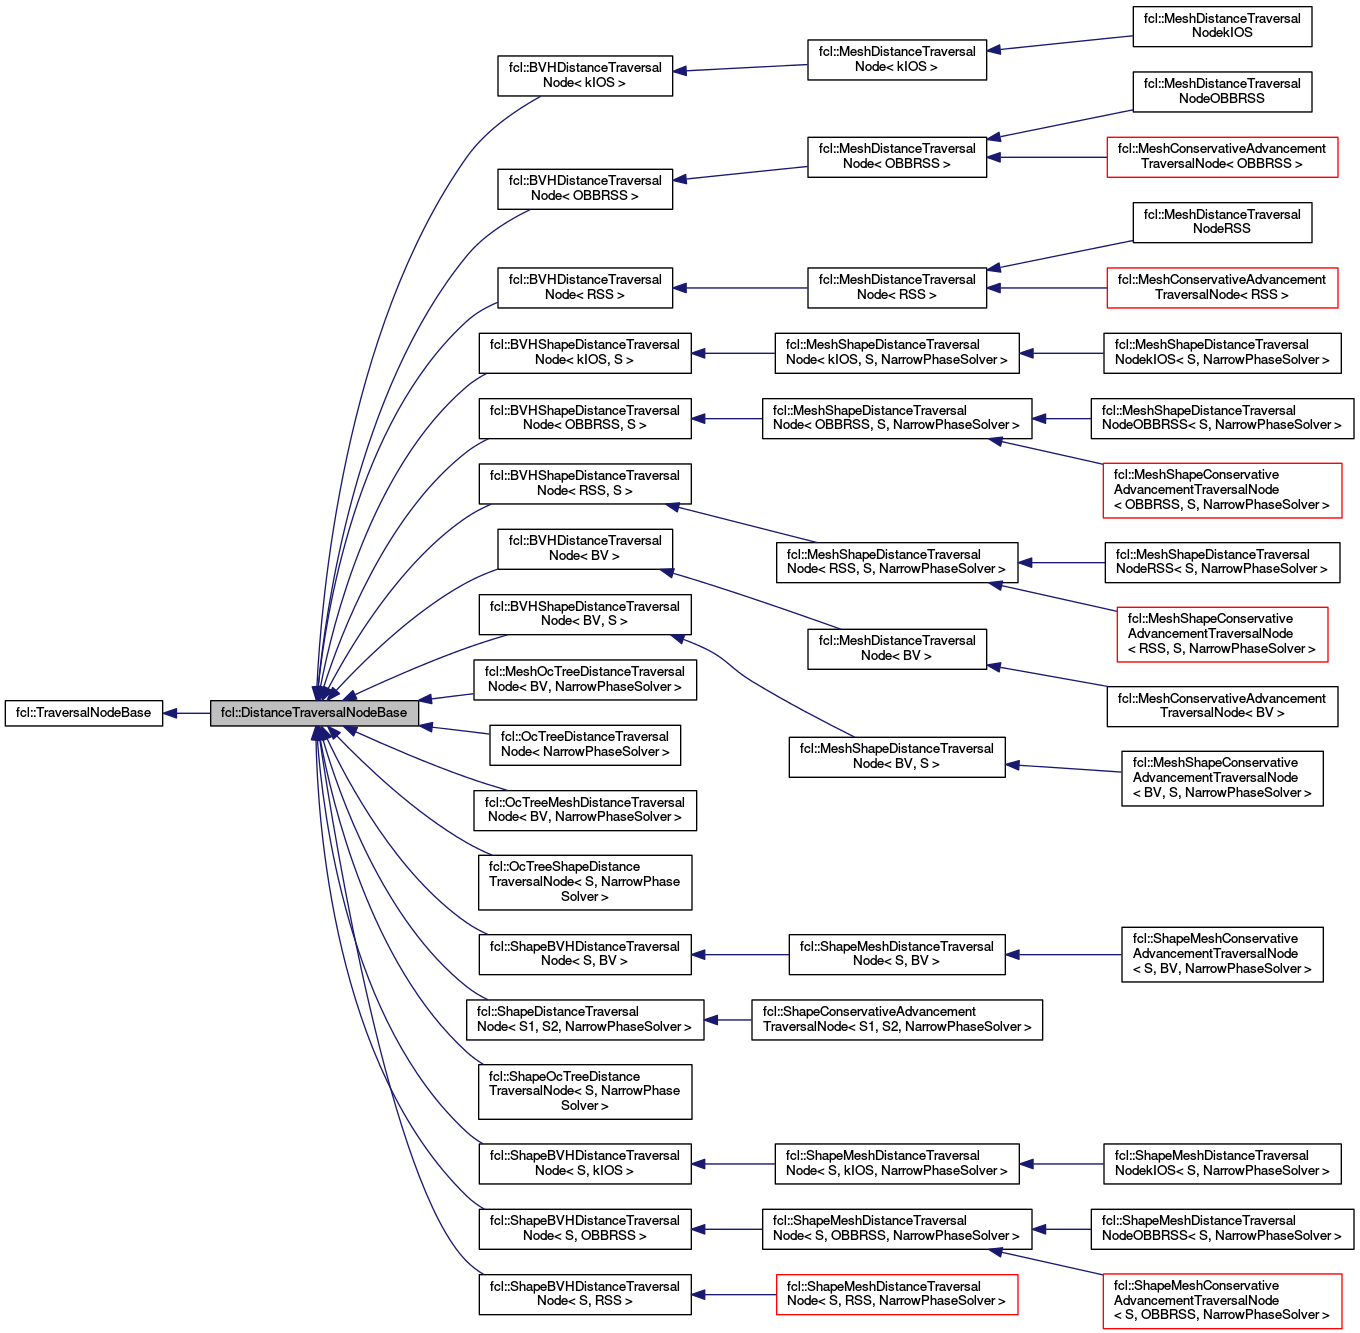 fcl::TraversalNodeBase
fcl::DistanceTraversalNodeBase
fcl::BVHDistanceTraversal
Node< kIOS >
fcl::BVHDistanceTraversal
Node< OBBRSS >
fcl::BVHDistanceTraversal
Node< RSS >
fcl::BVHShapeDistanceTraversal
Node< kIOS, S >
fcl::BVHShapeDistanceTraversal
Node< OBBRSS, S >
fcl::BVHShapeDistanceTraversal
Node< RSS, S >
fcl::BVHDistanceTraversal
Node< BV >
fcl::BVHShapeDistanceTraversal
Node< BV, S >
fcl::MeshOcTreeDistanceTraversal
Node< BV, NarrowPhaseSolver >
fcl::OcTreeDistanceTraversal
Node< NarrowPhaseSolver >
fcl::OcTreeMeshDistanceTraversal
Node< BV, NarrowPhaseSolver >
fcl::OcTreeShapeDistance
TraversalNode< S, NarrowPhase
Solver >
fcl::ShapeBVHDistanceTraversal
Node< S, BV >
fcl::ShapeDistanceTraversal
Node< S1, S2, NarrowPhaseSolver >
fcl::ShapeOcTreeDistance
TraversalNode< S, NarrowPhase
Solver >
fcl::ShapeBVHDistanceTraversal
Node< S, kIOS >
fcl::ShapeBVHDistanceTraversal
Node< S, OBBRSS >
fcl::ShapeBVHDistanceTraversal
Node< S, RSS >
fcl::MeshDistanceTraversal
Node< kIOS >
fcl::MeshDistanceTraversal
Node< OBBRSS >
fcl::MeshDistanceTraversal
Node< RSS >
fcl::MeshShapeDistanceTraversal
Node< kIOS, S, NarrowPhaseSolver >
fcl::MeshShapeDistanceTraversal
Node< OBBRSS, S, NarrowPhaseSolver >
fcl::MeshShapeDistanceTraversal
Node< RSS, S, NarrowPhaseSolver >
fcl::MeshDistanceTraversal
Node< BV >
fcl::MeshShapeDistanceTraversal
Node< BV, S >
fcl::ShapeMeshDistanceTraversal
Node< S, BV >
fcl::ShapeConservativeAdvancement
TraversalNode< S1, S2, NarrowPhaseSolver >
fcl::ShapeMeshDistanceTraversal
Node< S, kIOS, NarrowPhaseSolver >
fcl::ShapeMeshDistanceTraversal
Node< S, OBBRSS, NarrowPhaseSolver >
fcl::ShapeMeshDistanceTraversal
Node< S, RSS, NarrowPhaseSolver >
fcl::MeshDistanceTraversal
NodekIOS
fcl::MeshDistanceTraversal
NodeOBBRSS
fcl::MeshConservativeAdvancement
TraversalNode< OBBRSS >
fcl::MeshDistanceTraversal
NodeRSS
fcl::MeshConservativeAdvancement
TraversalNode< RSS >
fcl::MeshShapeDistanceTraversal
NodekIOS< S, NarrowPhaseSolver >
fcl::MeshShapeDistanceTraversal
NodeOBBRSS< S, NarrowPhaseSolver >
fcl::MeshShapeConservative
AdvancementTraversalNode
< OBBRSS, S, NarrowPhaseSolver >
fcl::MeshShapeDistanceTraversal
NodeRSS< S, NarrowPhaseSolver >
fcl::MeshShapeConservative
AdvancementTraversalNode
< RSS, S, NarrowPhaseSolver >
fcl::MeshConservativeAdvancement
TraversalNode< BV >
fcl::MeshShapeConservative
AdvancementTraversalNode
< BV, S, NarrowPhaseSolver >
fcl::ShapeMeshConservative
AdvancementTraversalNode
< S, BV, NarrowPhaseSolver >
fcl::ShapeMeshDistanceTraversal
NodekIOS< S, NarrowPhaseSolver >
fcl::ShapeMeshDistanceTraversal
NodeOBBRSS< S, NarrowPhaseSolver >
fcl::ShapeMeshConservative
AdvancementTraversalNode
< S, OBBRSS, NarrowPhaseSolver >